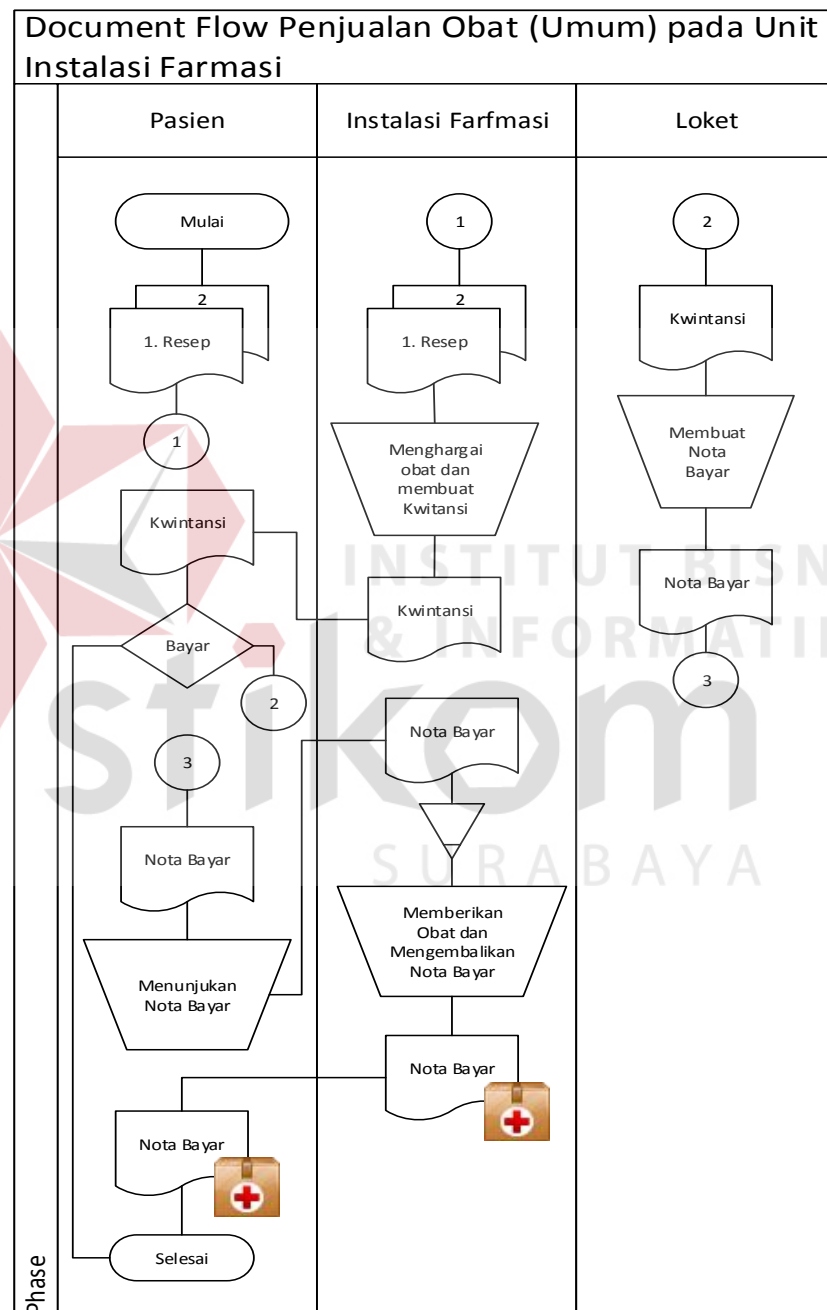 Document Flow Penjualan Obat (Umum) pada Unit
Instalasi Farmasi
Pasien
Instalasi Farfmasi
Loket
Mulai
2
1. Resep
1
Kwintansi
Bayar
2
3
Nota Bayar
Menunjukan
Nota Bayar
Nota Bayar
Selesai
1
2
1. Resep
Menghargai
obat dan
membuat
Kwitansi
Kwintansi
Nota Bayar
Memberikan
Obat dan
Mengembalikan
Nota Bayar
Nota Bayar
2
Kwintansi
Membuat
Nota
Bayar
Nota Bayar
3
Phase
INSTITUT BISN
& INFORMATI
stikom
SURABAYA